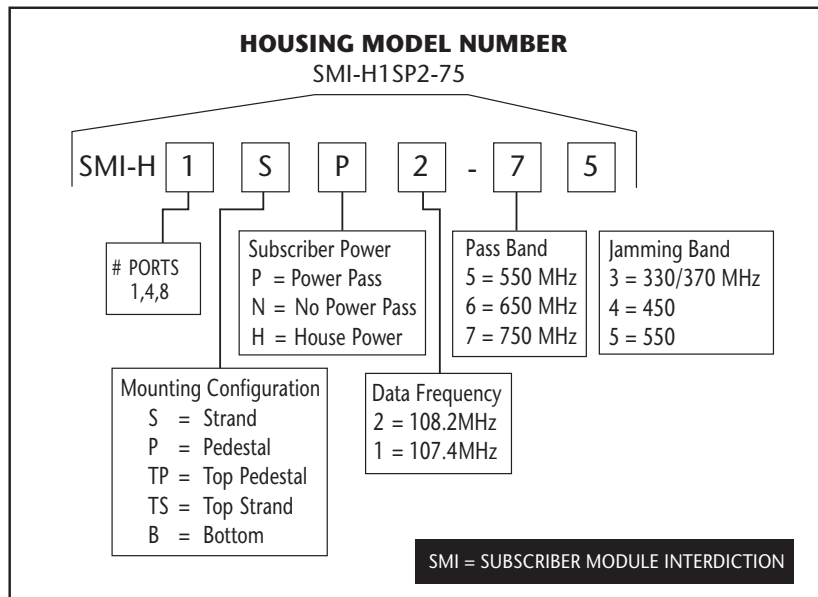 HOUSING MODEL NUMBER
SMI-H1SP2-75
SMI-H 1 S P 2 - 7 5
# PORTS
1,4,8
Subscriber Power
P = Power Pass
N = No Power Pass
H = House Power
Pass Band
5 = 550 MHz
6 = 650 MHz
7 = 750 MHz
Jamming Band
3 = 330/370 MHz
4 = 450
5 = 550
Mounting Configuration
S = Strand
P = Pedestal
TP = Top Pedestal
TS = Top Strand
B = Bottom
Data Frequency
2 = 108.2MHz
1 = 107.4MHz
SMI = SUBSCRIBER MODULE INTERDICTION